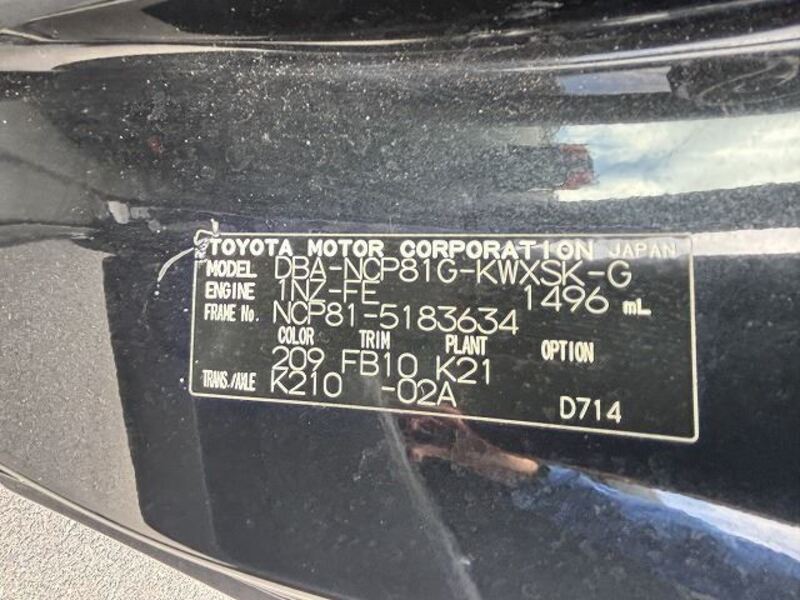 TOYOTA MOTOR CORPORATION JAPAN
MODEL DBA-NCP81G-KWXSK-G
ENGINE 1NZ-FE 1496 mL
FRAME No. NCP81-5183634
COLOR TRIM PLANT OPTION
209 FB10 K21
TRANS./AXLE K210 -02A
D714